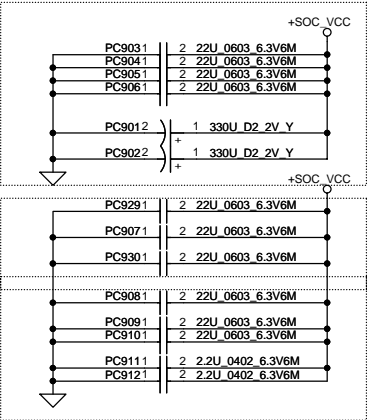 +SOC_VCC
PC903 1 2 22U_0603_6.3V6M
PC904 1 2 22U_0603_6.3V6M
PC905 1 2 22U_0603_6.3V6M
PC906 1 2 22U_0603_6.3V6M
PC901 2 1 330U_D2_2V_Y
+
PC902 2 1 330U_D2_2V_Y
+
+SOC_VCC
PC929 1 2 22U_0603_6.3V6M
PC907 1 2 22U_0603_6.3V6M
PC930 1 2 22U_0603_6.3V6M
PC908 1 2 22U_0603_6.3V6M
PC909 1 2 22U_0603_6.3V6M
PC910 1 2 22U_0603_6.3V6M
PC911 1 2 2.2U_0402_6.3V6M
PC912 1 2 2.2U_0402_6.3V6M